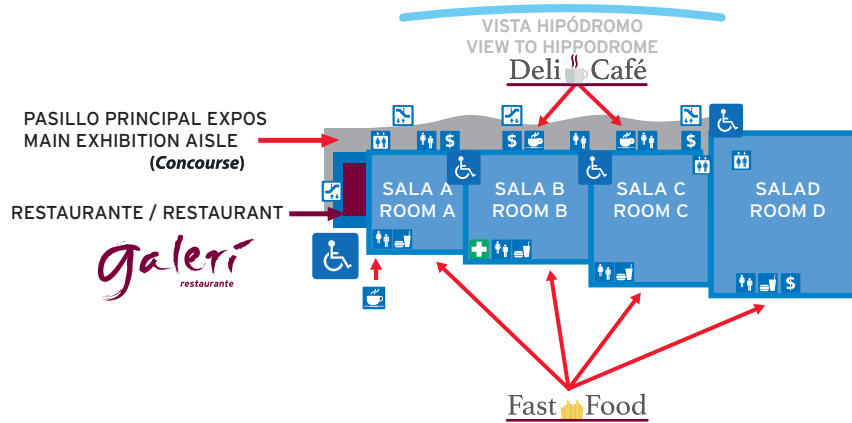 VISTA HIPÓDROMO
VIEW TO HIPPODROME
Deli Café
PASILLO PRINCIPAL EXPOS
MAIN EXHIBITION AISLE
(Concourse)
$
$
$
SALA A
ROOM A
SALA B
ROOM B
SALA C
ROOM C
SALAD
ROOM D
RESTAURANTE / RESTAURANT
galerí
restaurante
$
Fast Food